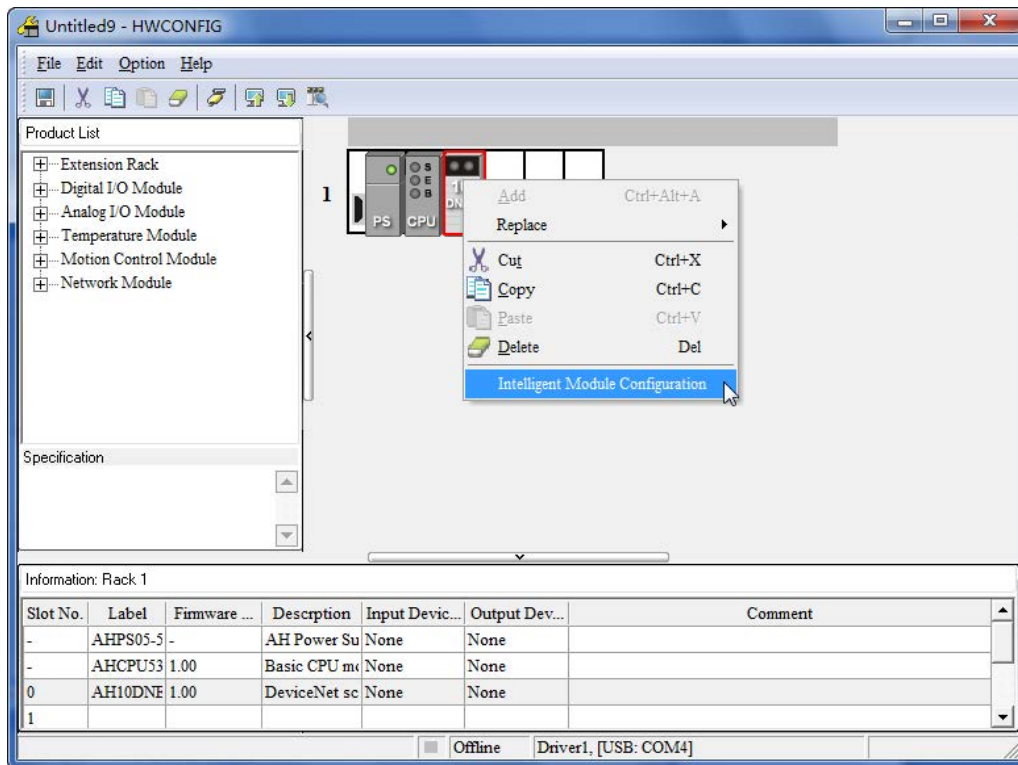 Untitled9 - HWCONFIG
File Edit Option Help
Product List
Extension Rack
Digital I/O Module
Analog I/O Module
Temperature Module
Motion Control Module
Network Module
Specification
1
PS
CPU
S
E
B
10
Add Ctrl+Alt+A
Replace
Cut Ctrl+X
Copy Ctrl+C
Paste Ctrl+V
Delete Del
Intelligent Module Configuration
Information: Rack 1
Slot No. Label Firmware ... Descrption Input Devic... Output Dev... Comment
- AHPS05-5 - AH Power Su None None
- AHCPU53 1.00 Basic CPU mo None None
0 AH10DNE 1.00 DeviceNet sc None None
1
Offline Driver1, [USB: COM4]